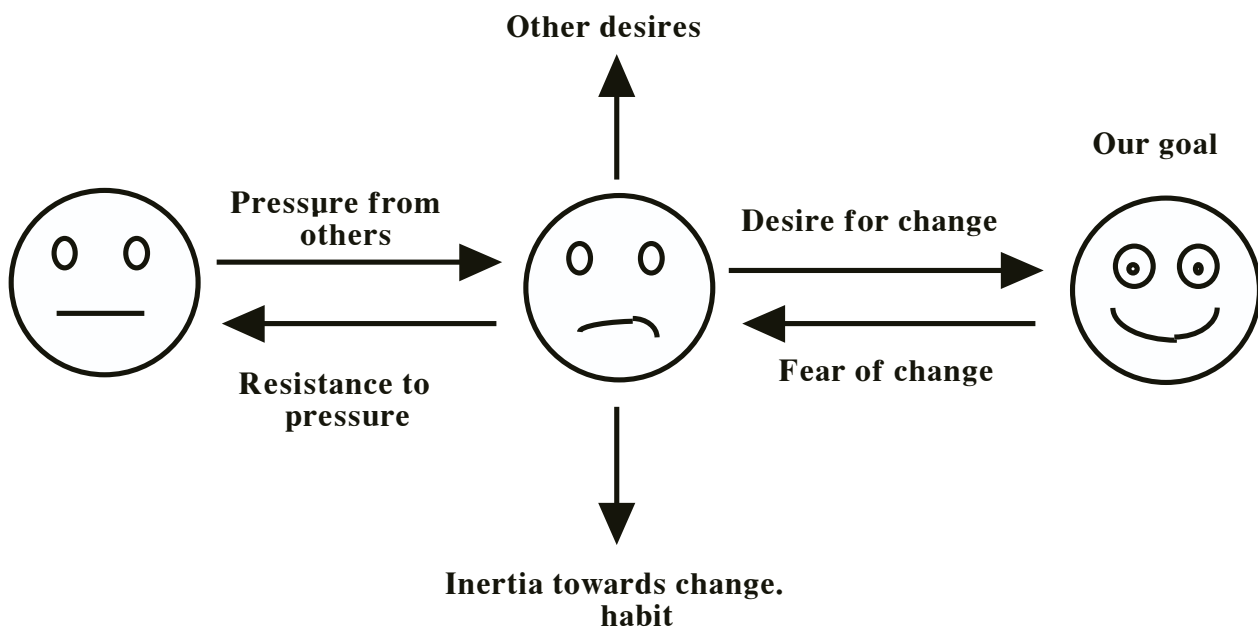 Other desires
Our goal
Pressure from
others
Desire for change
Resistance to
pressure
Fear of change
Inertia towards change.
habit